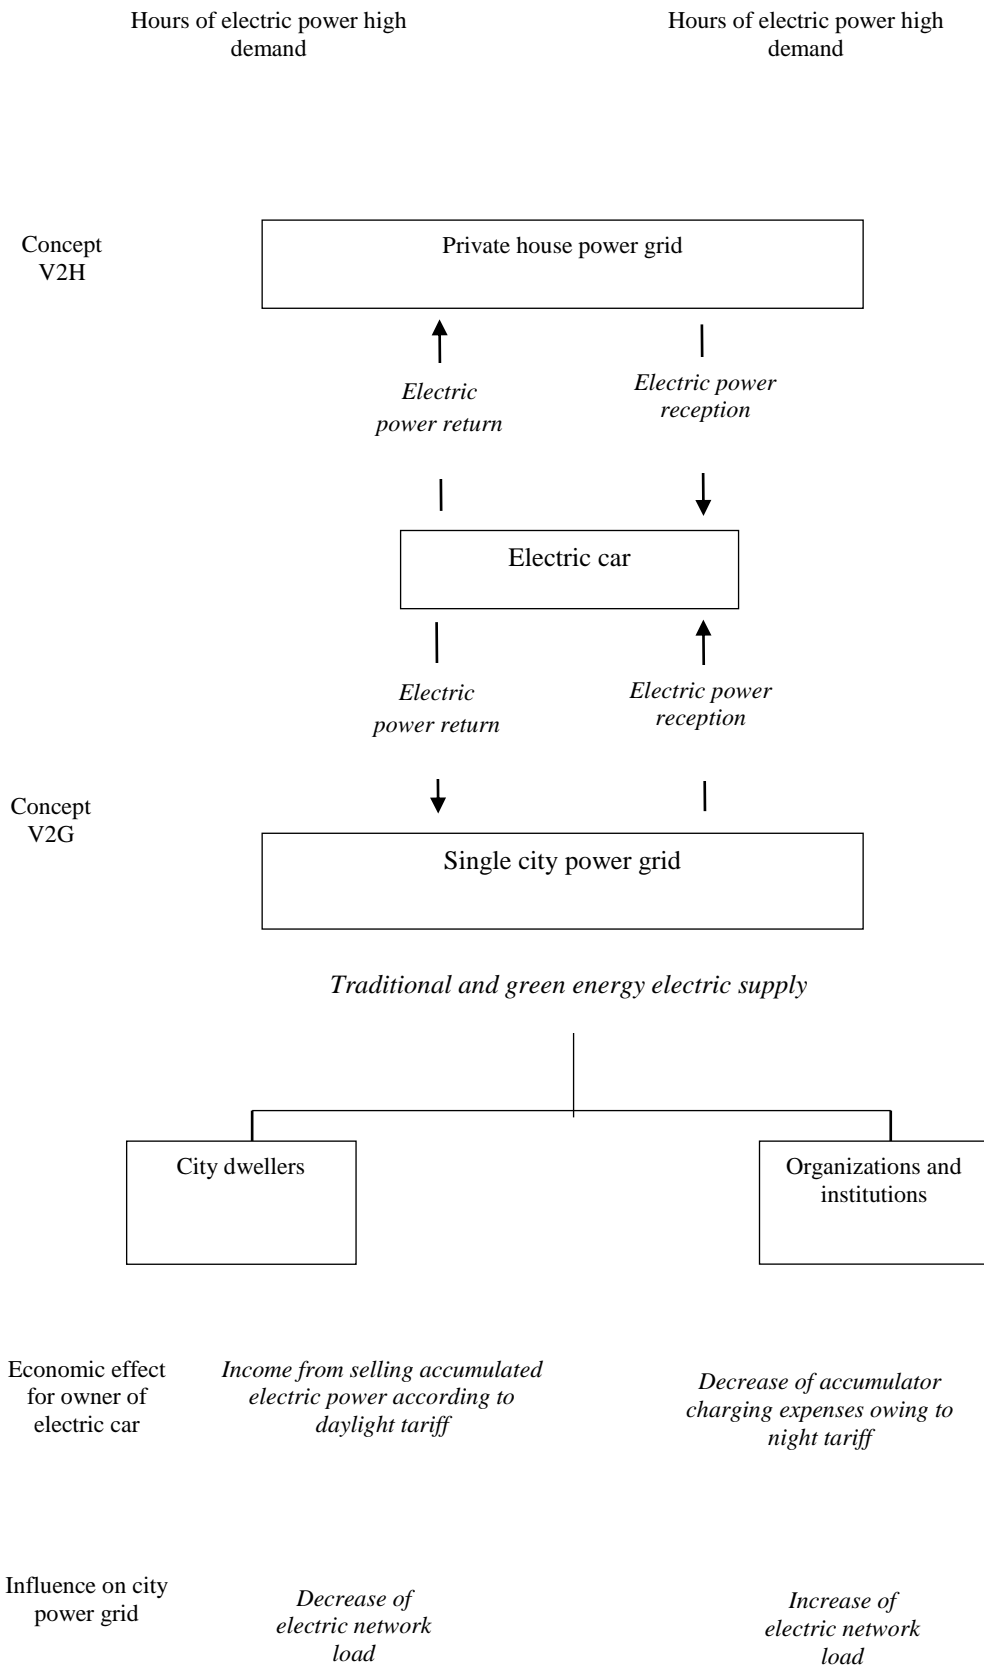 Hours of electric power high
demand
Hours of electric power high
demand
Concept
V2H
Private house power grid
Electric
power return
Electric power
reception
Electric car
Electric
power return
Electric power
reception
Concept
V2G
Single city power grid
Traditional and green energy electric supply
City dwellers
Organizations and
institutions
Economic effect
for owner of
electric car
Income from selling accumulated
electric power according to
daylight tariff
Decrease of accumulator
charging expenses owing to
night tariff
Influence on city
power grid
Decrease of
electric network
load
Increase of
electric network
load